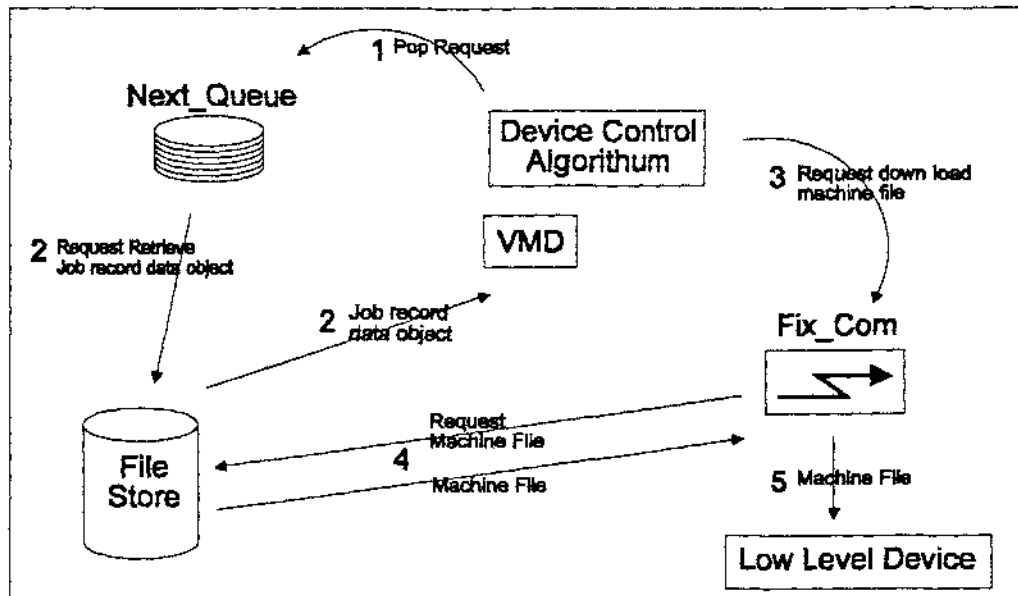 1 Pop Request
Next_Queue
Device Control
Algorithum
3 Request down load
machine file
VMD
2 Request Retrieve
Job record data object
2 Job record
data object
Fix_Com
Request
Machine File
4
Machine File
File
Store
5 Machine File
Low Level Device